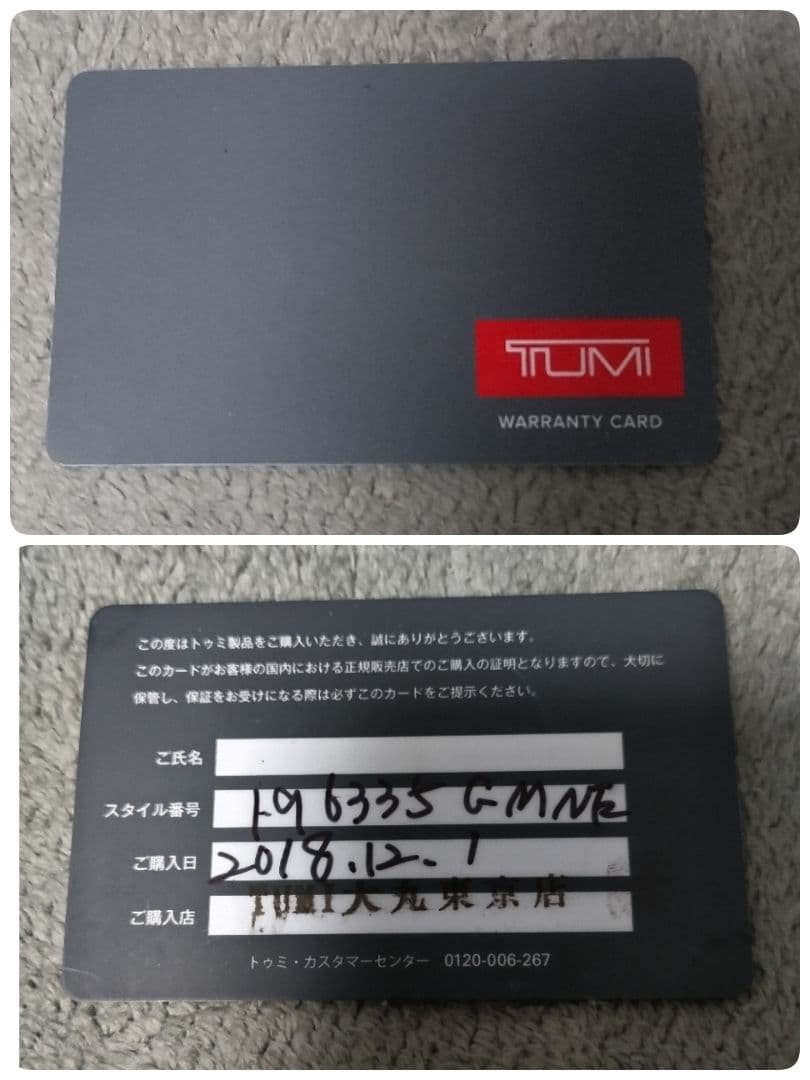 TUMI
WARRANTY CARD
この度はトゥミ製品をご購入いただき、誠にありがとうございます。
このカードがお客様の国内における正規販売店でのご購入の証明となりますので、大切に
保管し、保証をお受けになる際は必ずこのカードをご提示ください。
ご氏名
スタイル番号 196335GMNE
ご購入日 2018.12.1
ご購入店 TUMI大丸東京店
トゥミ・カスタマーセンター 0120-006-267